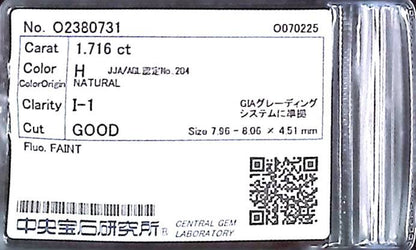 No. O2380731 O070225
Carat 1.716 ct
Color H JJA/AGL認定No.204
ColorOrigin NATURAL
Clarity I-1 GIAグレーディング
システムに準拠
Cut GOOD Size 7.96 - 8.06 × 4.51 mm
Fluo. FAINT
中央宝石研究所® CENTRAL GEM
LABORATORY